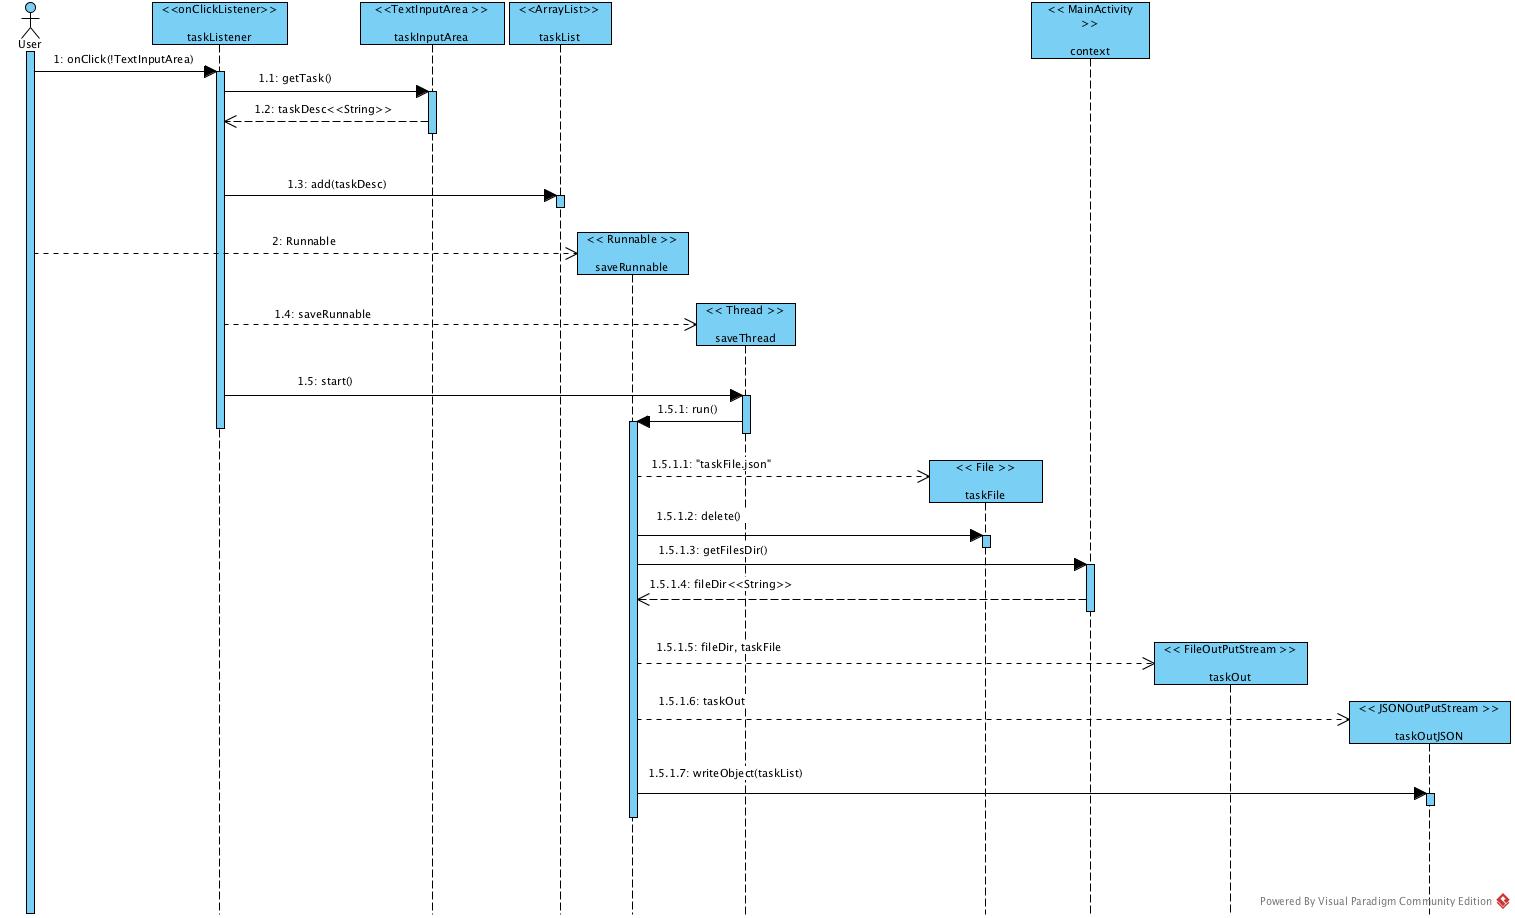 <<onClickListener>>
taskListener
<<TextInputArea >>
taskInputArea
<<ArrayList>>
taskList
<< MainActivity
>>
context
User
1: onClick(!TextInputArea)
1.1: getTask()
1.2: taskDesc<<String>>
1.3: add(taskDesc)
2: Runnable
<< Runnable >>
saveRunnable
1.4: saveRunnable
<< Thread >>
saveThread
1.5: start()
1.5.1: run()
1.5.1.1: "taskFile.json"
<< File >>
taskFile
1.5.1.2: delete()
1.5.1.3: getFilesDir()
1.5.1.4: fileDir<<String>>
1.5.1.5: fileDir, taskFile
<< FileOutPutStream >>
taskOut
1.5.1.6: taskOut
<< JSONOutPutStream >>
taskOutJSON
1.5.1.7: writeObject(taskList)
Powered By Visual Paradigm Community Edition